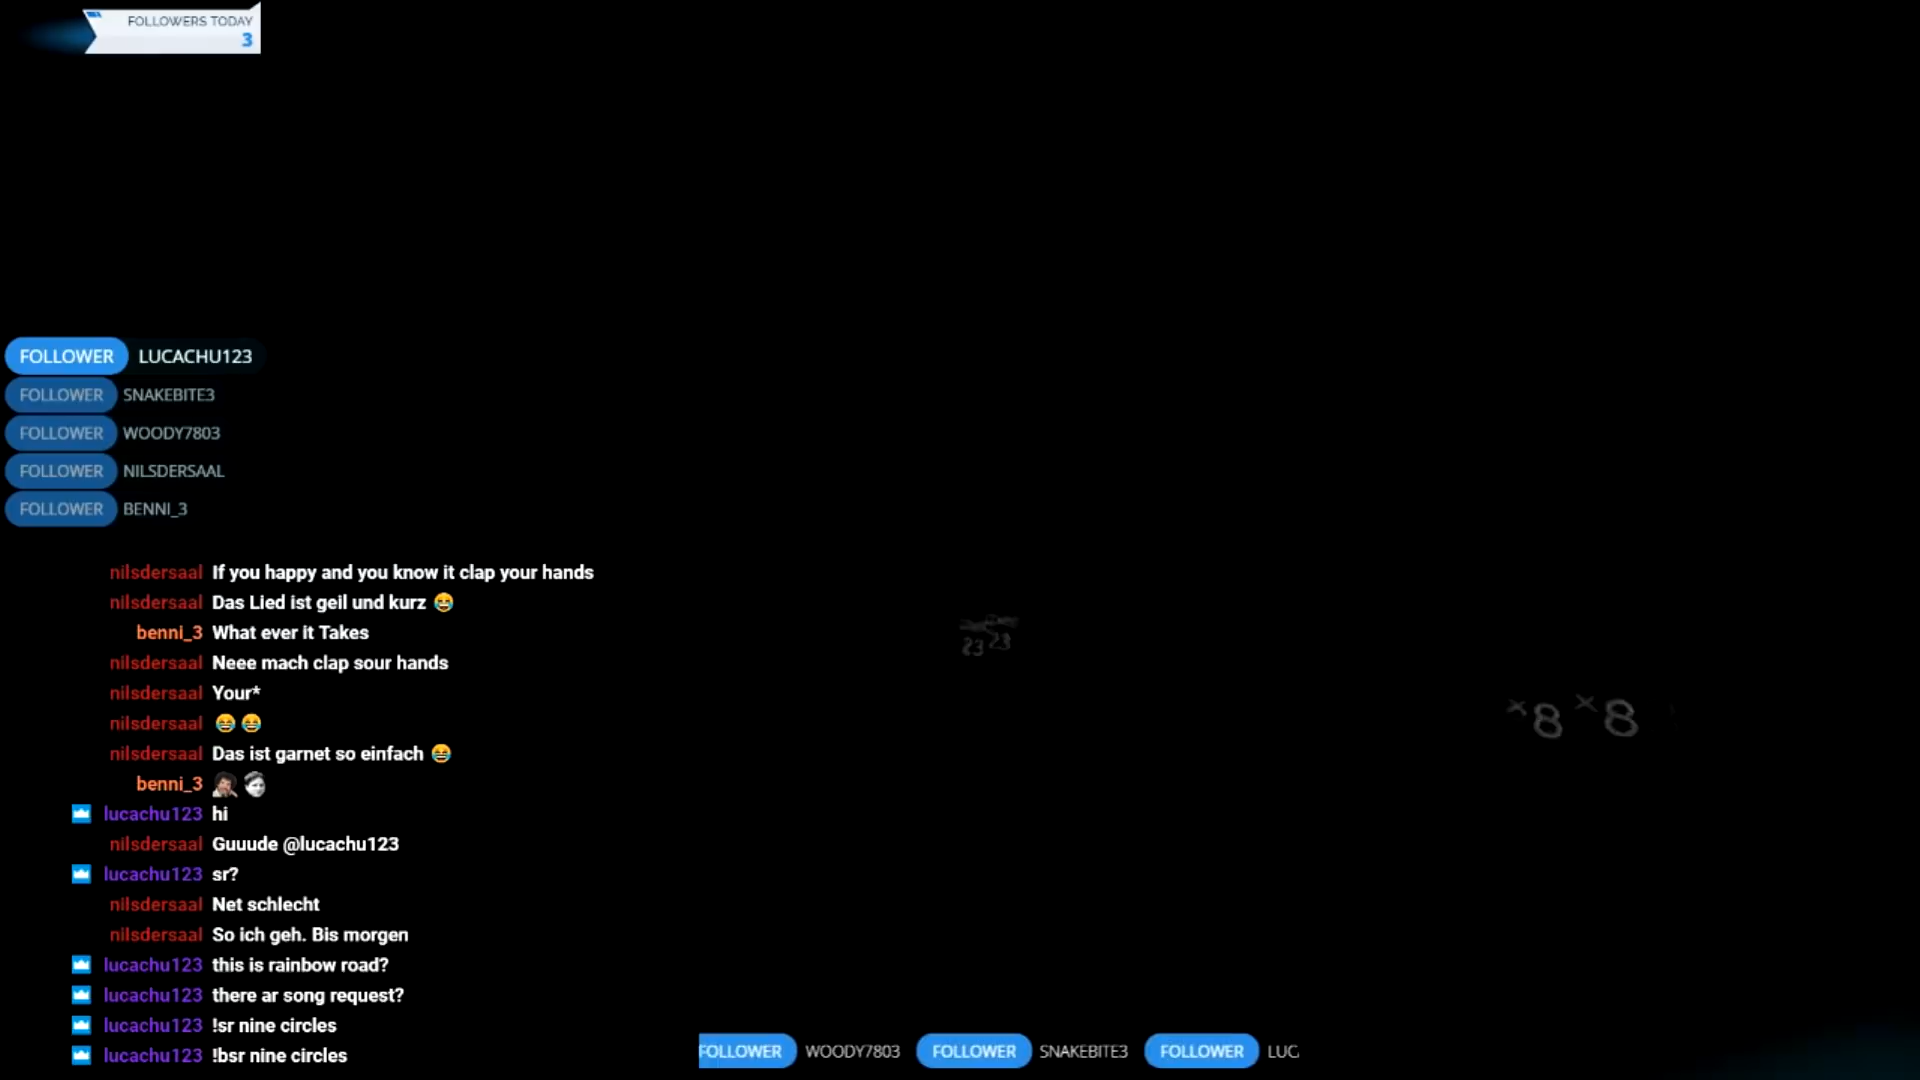 FOLLOWERS TODAY
3
FOLLOWER LUCACHU123
FOLLOWER SNAKEBITE3
FOLLOWER WOODY7803
FOLLOWER NILSDERSAAL
FOLLOWER BENNI_3
nilsdersaal If you happy and you know it clap your hands
nilsdersaal Das Lied ist geil und kurz 😂
benni_3 What ever it Takes
nilsdersaal Neee mach clap sour hands
nilsdersaal Your*
nilsdersaal 😂 😂
nilsdersaal Das ist garnet so einfach 😂
benni_3
lucachu123 hi
nilsdersaal Guuude @lucachu123
lucachu123 sr?
nilsdersaal Net schlecht
nilsdersaal So ich geh. Bis morgen
lucachu123 this is rainbow road?
lucachu123 there ar song request?
lucachu123 !sr nine circles
lucachu123 !bsr nine circles
23 23
×8 ×8
FOLLOWER WOODY7803 FOLLOWER SNAKEBITE3 FOLLOWER LUC